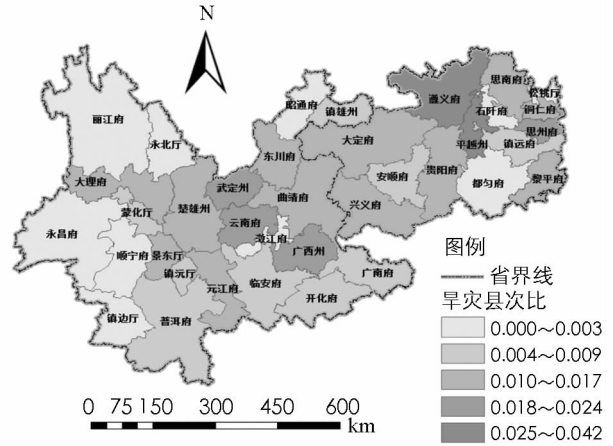 N
丽江府
永北厅
昭通府
镇雄州
遵义府
思南府
松桃厅
石阡府
铜仁府
思州府
平越州
镇远府
大定府
东川府
贵阳府
安顺府
都匀府
黎平府
大理府
武定州
曲靖府
楚雄州
兴义府
蒙化厅
云南府
永昌府
澂江府
广西州
顺宁府
景东厅
镇沅厅
元江府
临安府
广南府
开化府
镇边厅
普洱府
图例
省界线
旱灾县次比
0.000～0.003
0.004～0.009
0.010～0.017
0.018～0.024
0.025～0.042
0 75 150 300 450 600
km